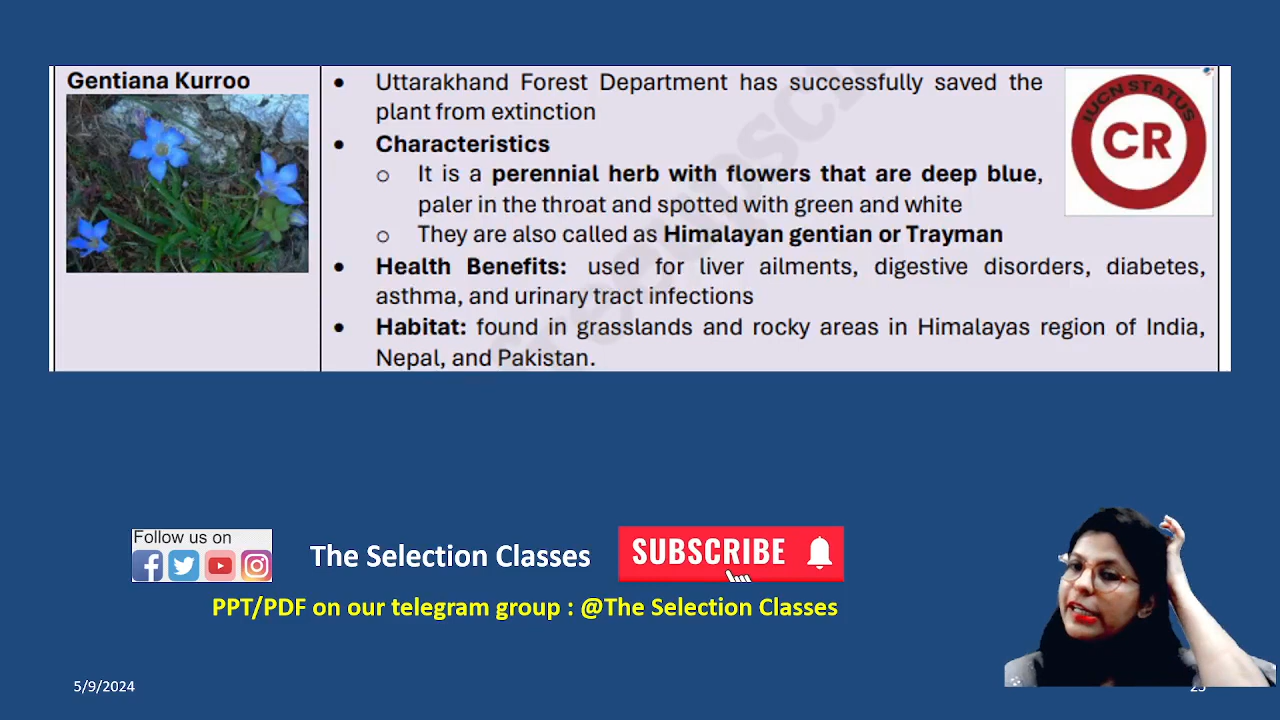 Gentiana Kurroo
• Uttarakhand Forest Department has successfully saved the
plant from extinction
• Characteristics
o It is a perennial herb with flowers that are deep blue,
paler in the throat and spotted with green and white
o They are also called as Himalayan gentian or Trayman
• Health Benefits: used for liver ailments, digestive disorders, diabetes,
asthma, and urinary tract infections
• Habitat: found in grasslands and rocky areas in Himalayas region of India,
Nepal, and Pakistan.
IUCN STATUS
CR
Follow us on
The Selection Classes
SUBSCRIBE
PPT/PDF on our telegram group : @The Selection Classes
5/9/2024